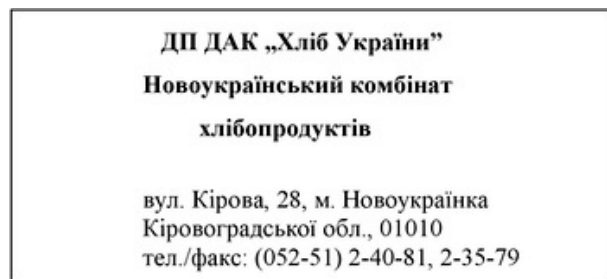 ДП ДАК „Хліб України”
Новоукраїнський комбінат
хлібопродуктів
вул. Кірова, 28, м. Новоукраїнка
Кіровоградської обл., 01010
тел./факс: (052-51) 2-40-81, 2-35-79